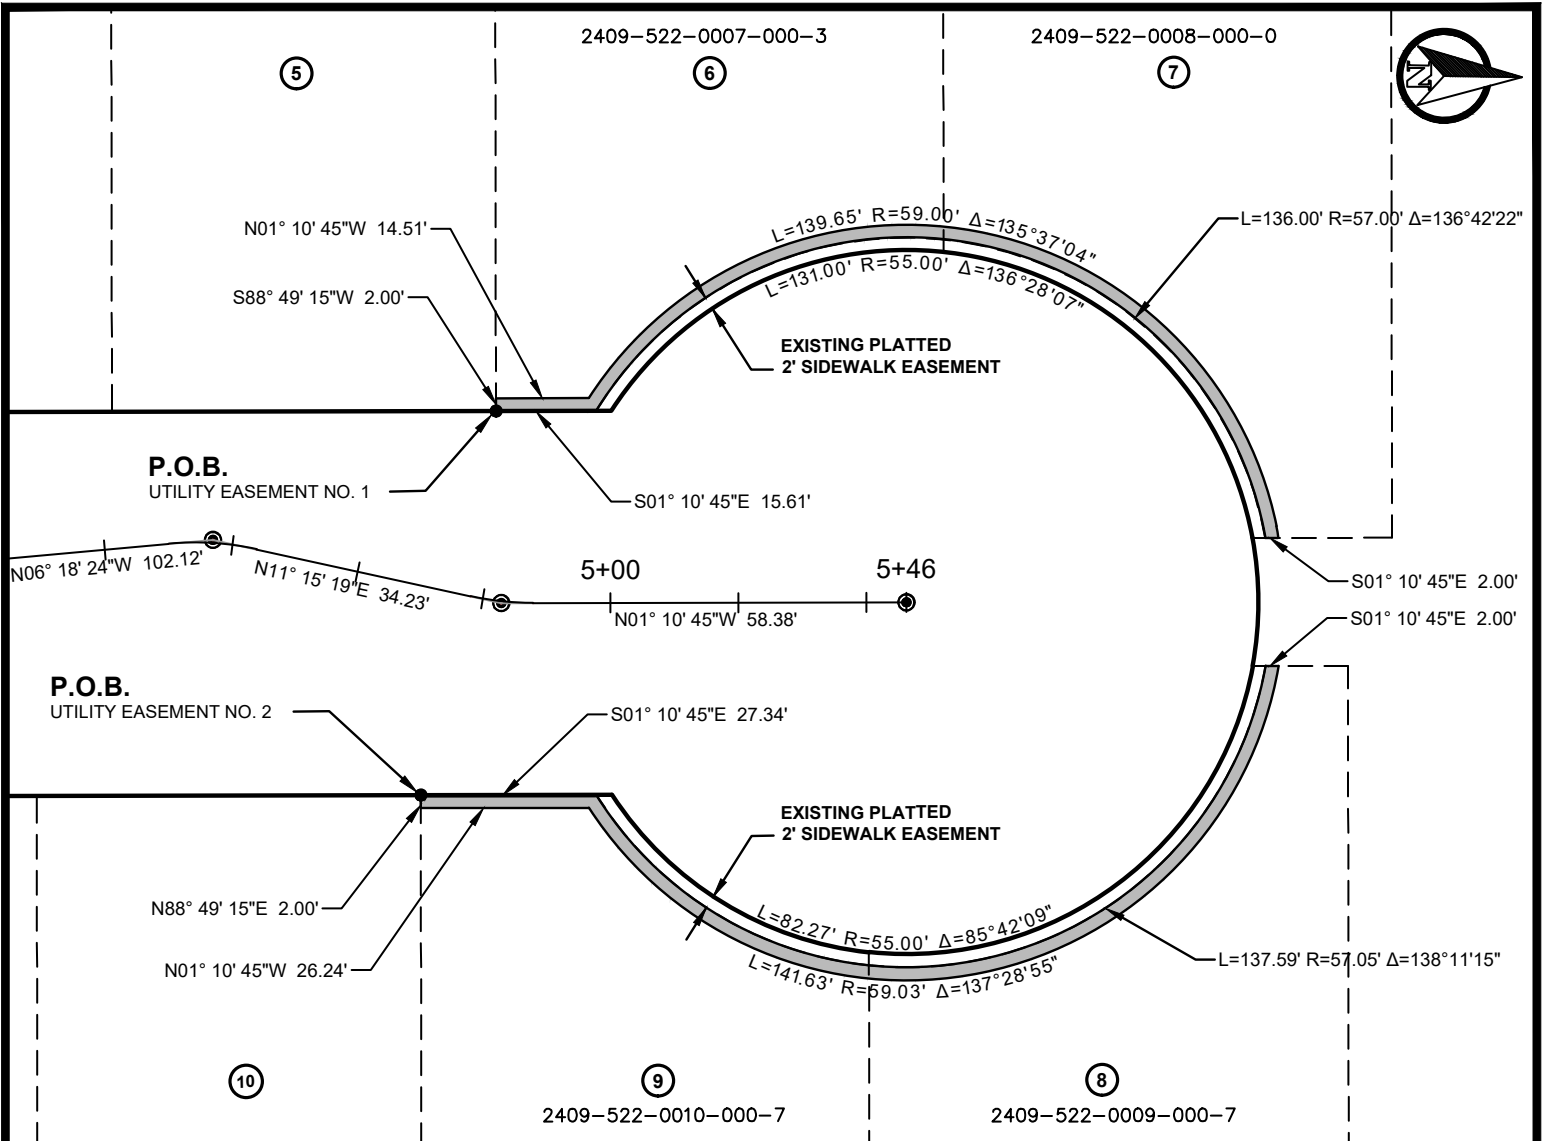 2409-522-0007-000-3
2409-522-0008-000-0
5
6
7
N
N01° 10' 45"W 14.51'
L=139.65' R=59.00' Δ=135°37'04"
L=136.00' R=57.00' Δ=136°42'22"
S88° 49' 15"W 2.00'
L=131.00' R=55.00' Δ=136°28'07"
EXISTING PLATTED
2' SIDEWALK EASEMENT
P.O.B.
UTILITY EASEMENT NO. 1
S01° 10' 45"E 15.61'
N06° 18' 24"W 102.12'
N11° 15' 19"E 34.23'
5+00
5+46
N01° 10' 45"W 58.38'
S01° 10' 45"E 2.00'
S01° 10' 45"E 2.00'
P.O.B.
UTILITY EASEMENT NO. 2
S01° 10' 45"E 27.34'
EXISTING PLATTED
2' SIDEWALK EASEMENT
N88° 49' 15"E 2.00'
L=82.27' R=55.00' Δ=85°42'09"
N01° 10' 45"W 26.24'
L=141.63' R=59.03' Δ=137°28'55"
L=137.59' R=57.05' Δ=138°11'15"
10
9
8
2409-522-0010-000-7
2409-522-0009-000-7